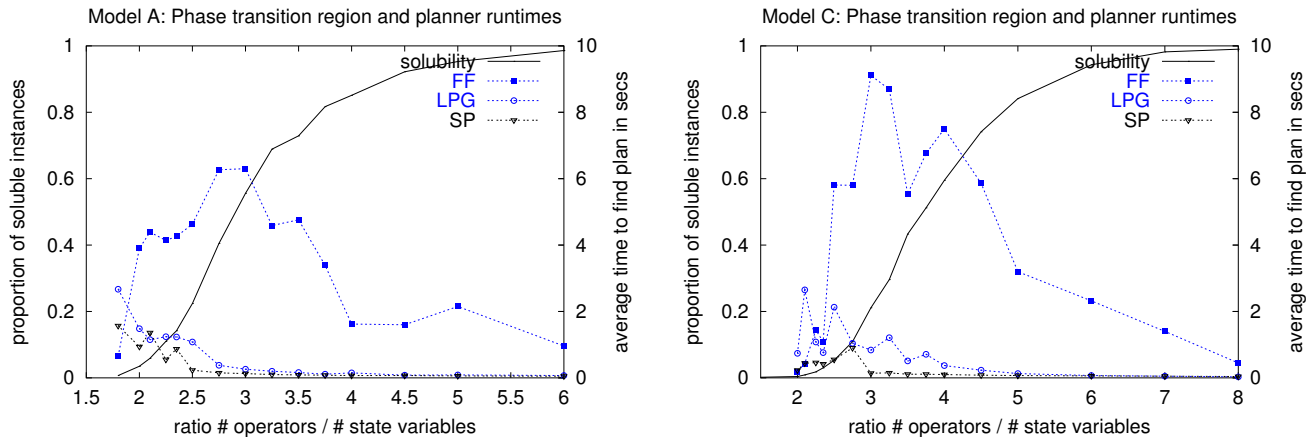 Model A: Phase transition region and planner runtimes
proportion of soluble instances
1
0.8
0.6
0.4
0.2
0
10
8
6
4
2
0
average time to find plan in secs
solubility
FF
LPG
SP
1.5 2 2.5 3 3.5 4 4.5 5 5.5 6
ratio # operators / # state variables
Model C: Phase transition region and planner runtimes
proportion of soluble instances
1
0.8
0.6
0.4
0.2
0
10
8
6
4
2
0
average time to find plan in secs
solubility
FF
LPG
SP
2 3 4 5 6 7 8
ratio # operators / # state variables